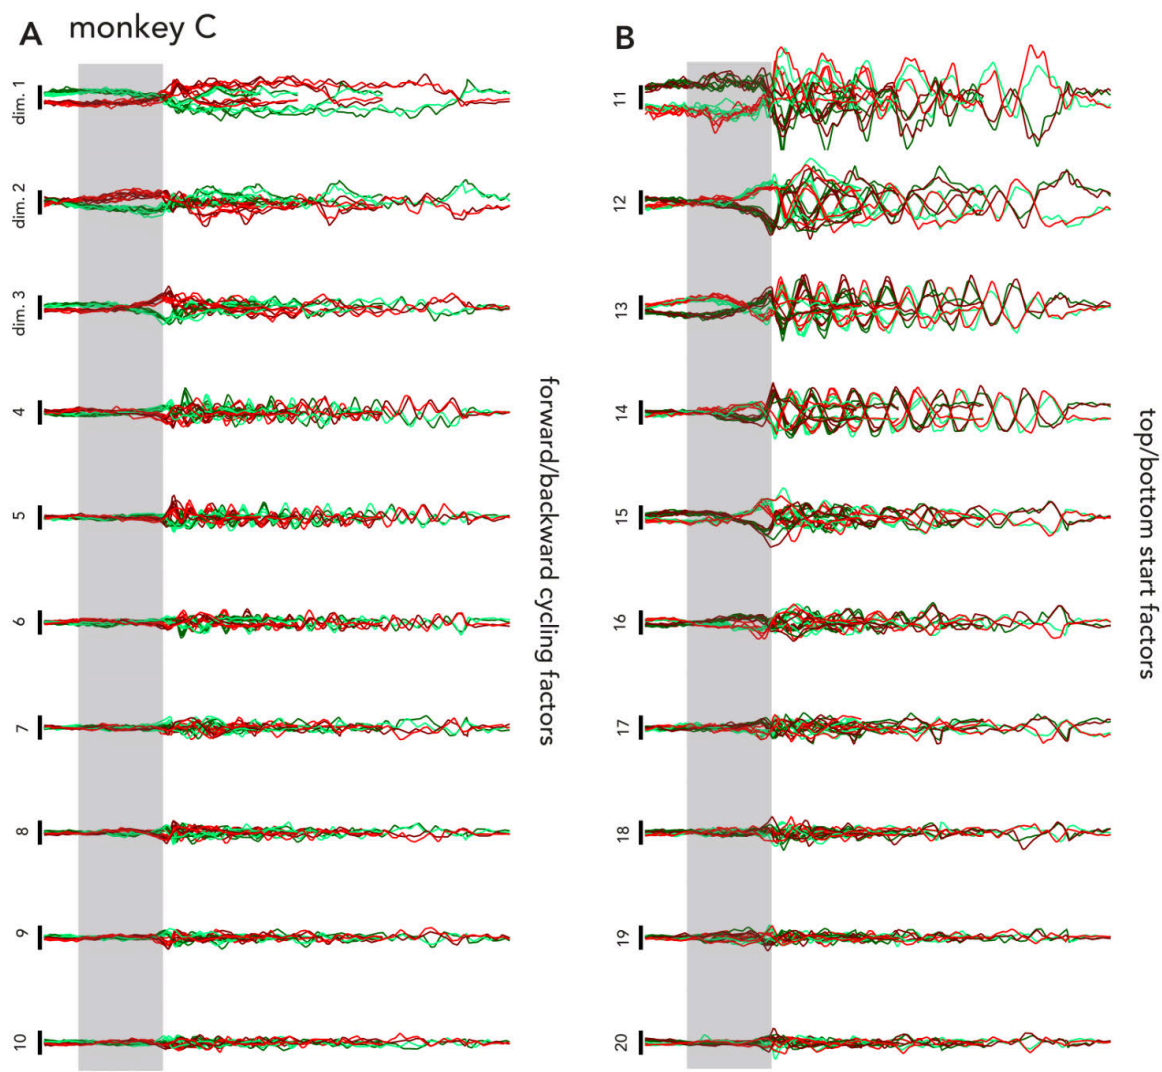 A monkey C
dim. 1
dim. 2
dim. 3
4
5
6
7
8
9
10
forward/backward cycling factors
B
11
12
13
14
15
16
17
18
19
20
top/bottom start factors